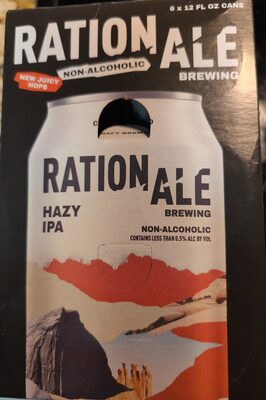 6 x 12 FL OZ CANS
RATIONALE
NON-ALCOHOLIC
BREWING
NEW JUICY
HOPS
RATIONALE
BREWING
HAZY
IPA
NON-ALCOHOLIC
CONTAINS LESS THAN 0.5% ALC BY VOL